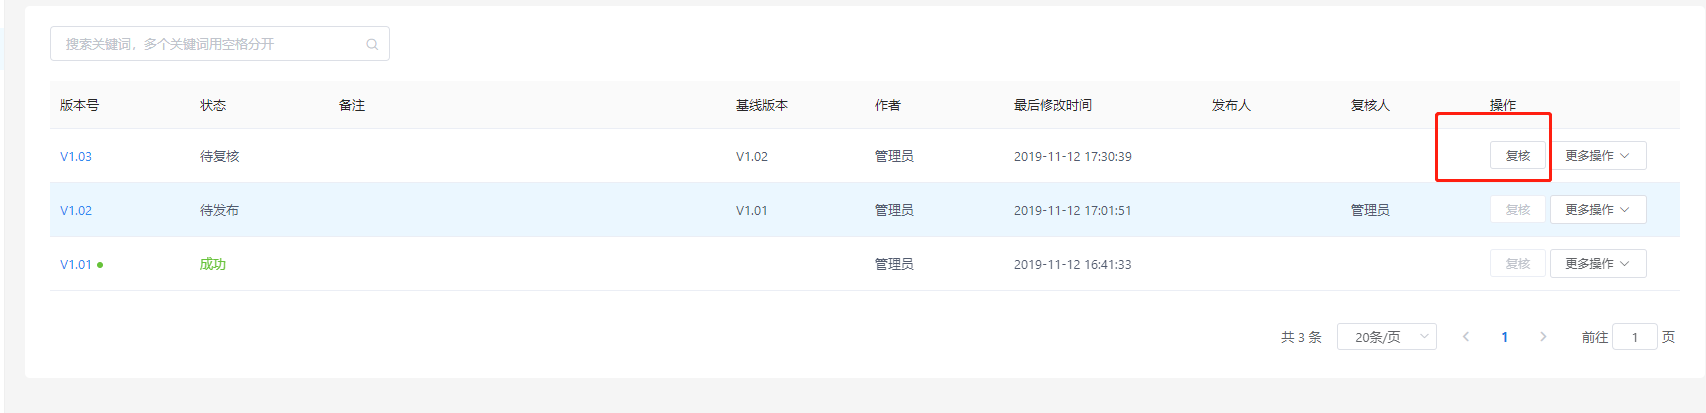 搜索关键词，多个关键词用空格分开
版本号 状态 备注 基线版本 作者 最后修改时间 发布人 复核人 操作
V1.03 待复核 V1.02 管理员 2019-11-12 17:30:39 复核 更多操作
V1.02 待发布 V1.01 管理员 2019-11-12 17:01:51 管理员 复核 更多操作
V1.01 成功 管理员 2019-11-12 16:41:33 复核 更多操作
共 3 条 20条/页 1 前往 1 页